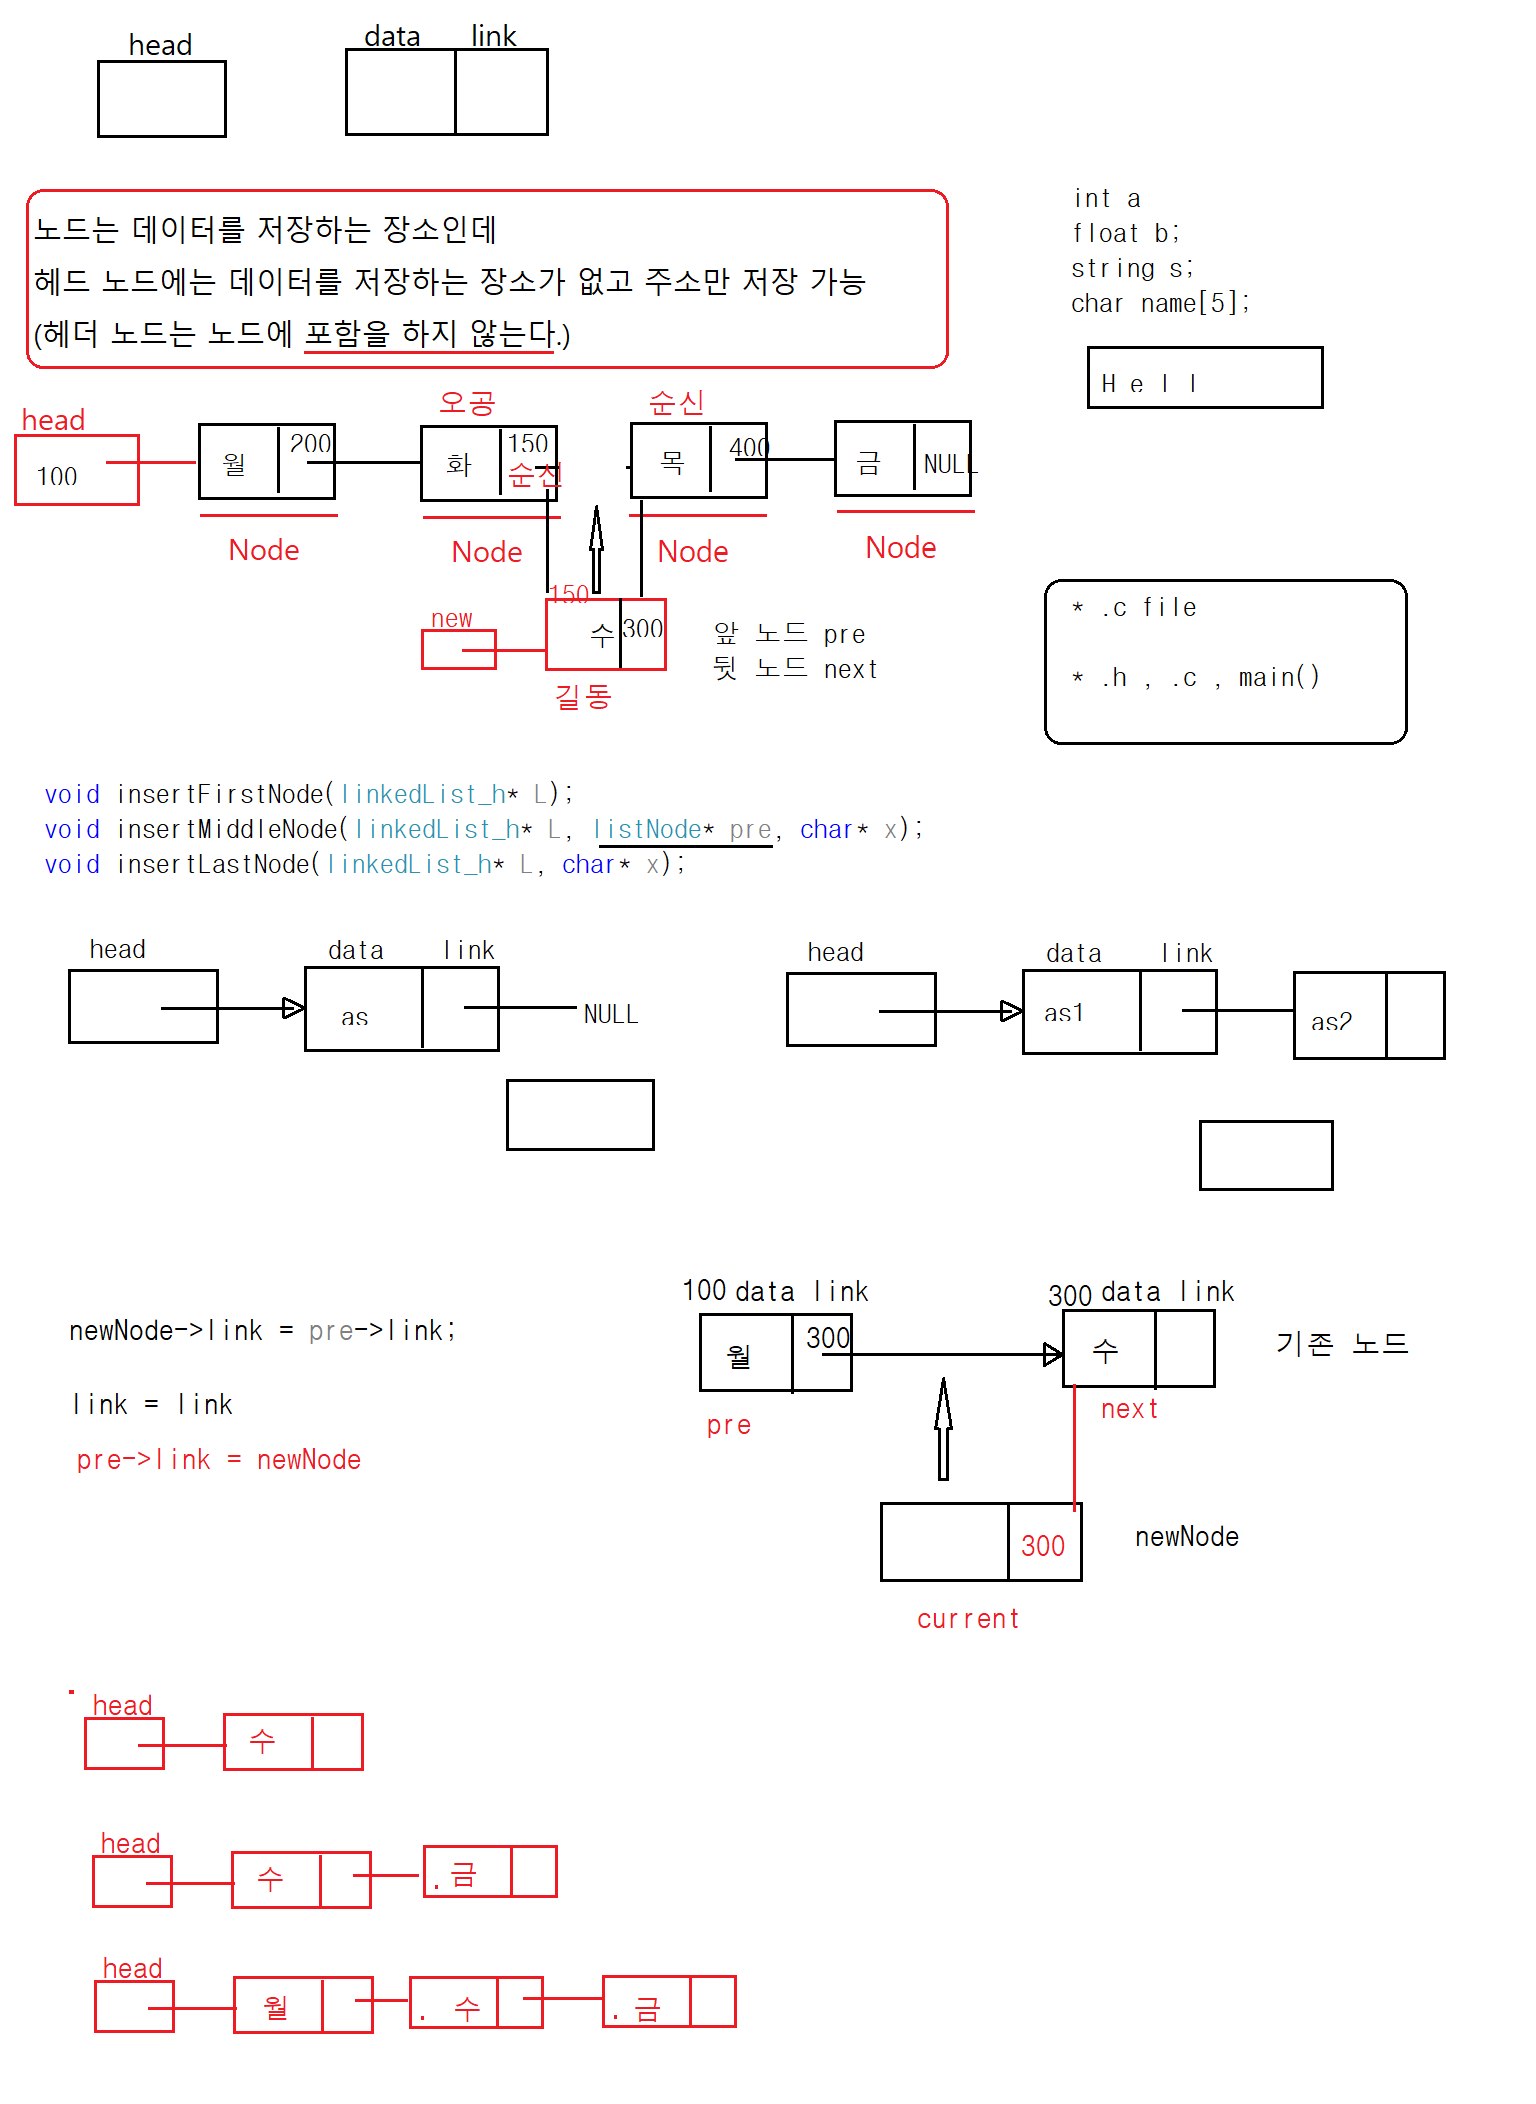 head
data link
노드는 데이터를 저장하는 장소인데
헤드 노드에는 데이터를 저장하는 장소가 없고 주소만 저장 가능
(헤더 노드는 노드에 포함을 하지 않는다.)
int a
float b;
string s;
char name[5];
H e l l
오공 순신
head
100
월 200
화 150
순신
목 400
금 NULL
Node Node Node Node
150
new
수 300
길동
앞 노드 pre
뒷 노드 next
* .c file
* .h , .c , main()
void insertFirstNode(linkedList_h* L);
void insertMiddleNode(linkedList_h* L, listNode* pre, char* x);
void insertLastNode(linkedList_h* L, char* x);
head data link
as NULL
head data link
as1 as2
newNode->link = pre->link;
link = link
pre->link = newNode
100 data link 300 data link
월 300 수 기존 노드
pre next
300 newNode
current
head
수
head
수 .금
head
월 . 수 .금